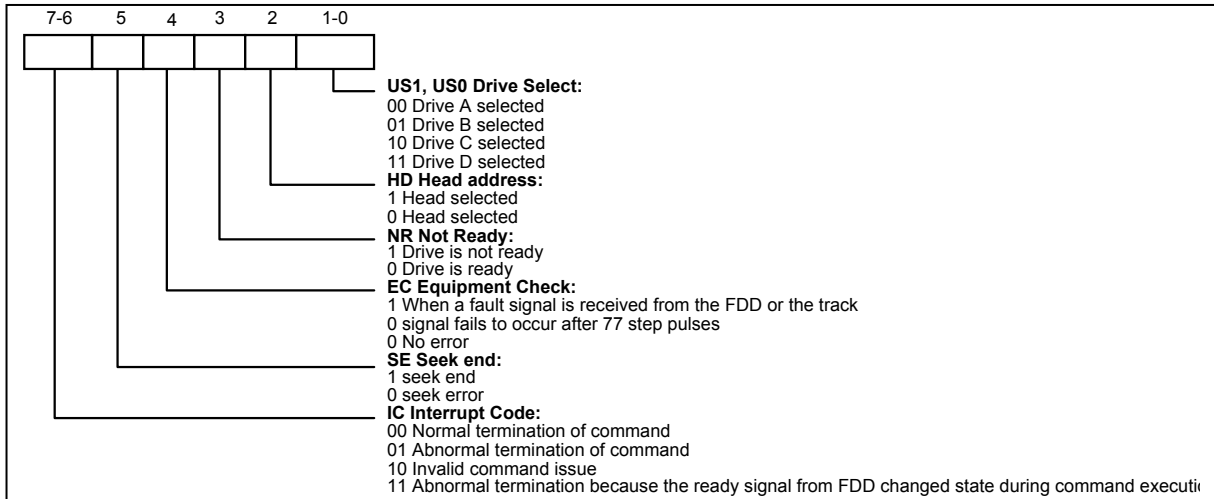 7-6 5 4 3 2 1-0
US1, US0 Drive Select:
00 Drive A selected
01 Drive B selected
10 Drive C selected
11 Drive D selected
HD Head address:
1 Head selected
0 Head selected
NR Not Ready:
1 Drive is not ready
0 Drive is ready
EC Equipment Check:
1 When a fault signal is received from the FDD or the track
0 signal fails to occur after 77 step pulses
0 No error
SE Seek end:
1 seek end
0 seek error
IC Interrupt Code:
00 Normal termination of command
01 Abnormal termination of command
10 Invalid command issue
11 Abnormal termination because the ready signal from FDD changed state during command